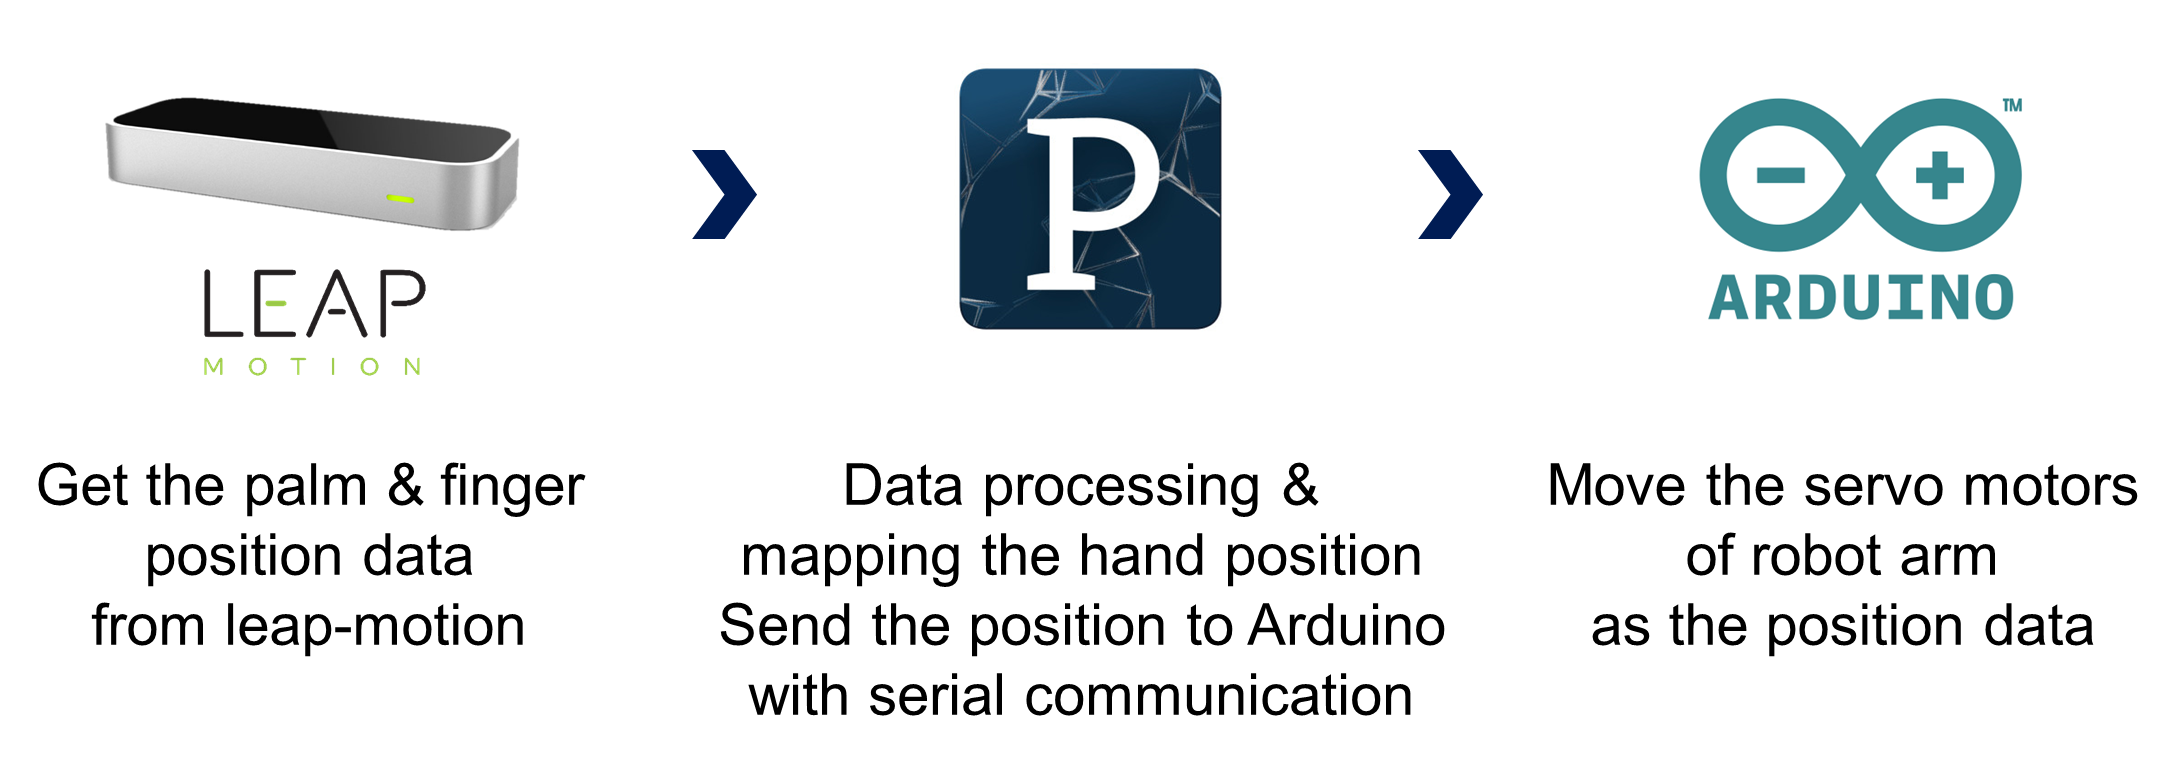 LEAP
MOTION
P
TM
ARDUINO
Get the palm & finger
position data
from leap-motion
Data processing &
mapping the hand position
Send the position to Arduino
with serial communication
Move the servo motors
of robot arm
as the position data